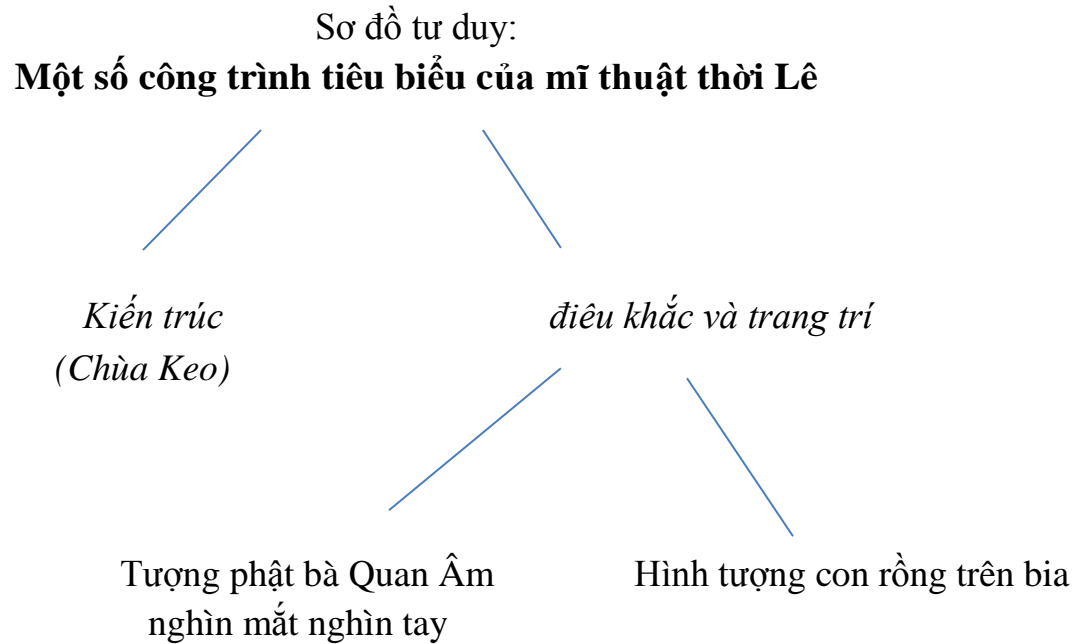 Sơ đồ tư duy:
Một số công trình tiêu biểu của mĩ thuật thời Lê
Kiến trúc
(Chùa Keo)
điêu khắc và trang trí
Tượng phật bà Quan Âm
nghìn mắt nghìn tay
Hình tượng con rồng trên bia